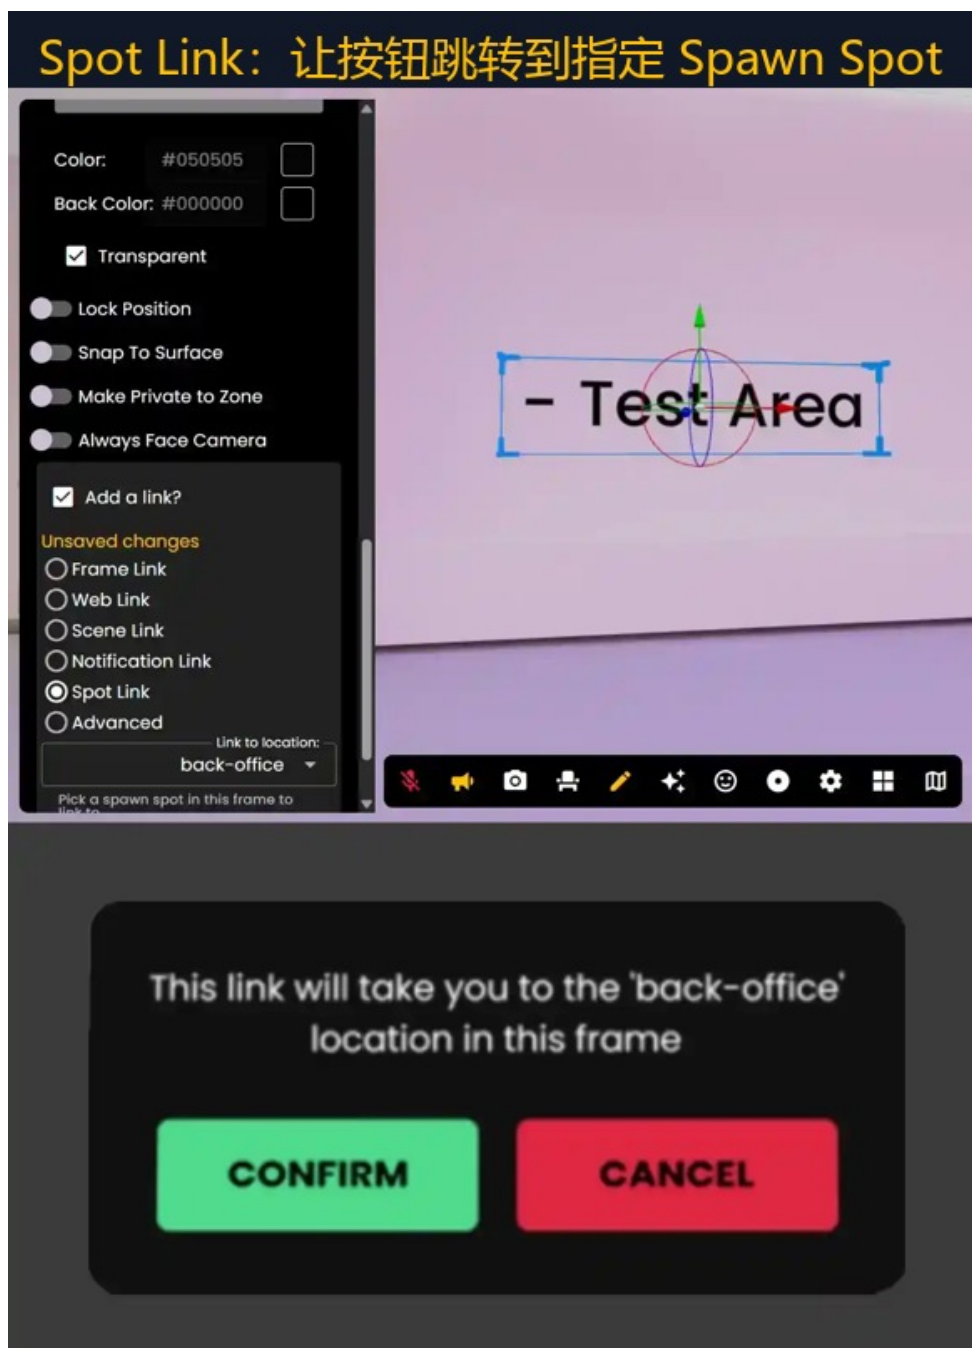 Spot Link：让按钮跳转到指定 Spawn Spot
Color: #050505
Back Color: #000000
Transparent
Lock Position
Snap To Surface
Make Private to Zone
Always Face Camera
Add a link?
Unsaved changes
Frame Link
Web Link
Scene Link
Notification Link
Spot Link
Advanced
Link to location:
back-office
Pick a spawn spot in this frame to
link to
- Test Area
This link will take you to the 'back-office'
location in this frame
CONFIRM
CANCEL